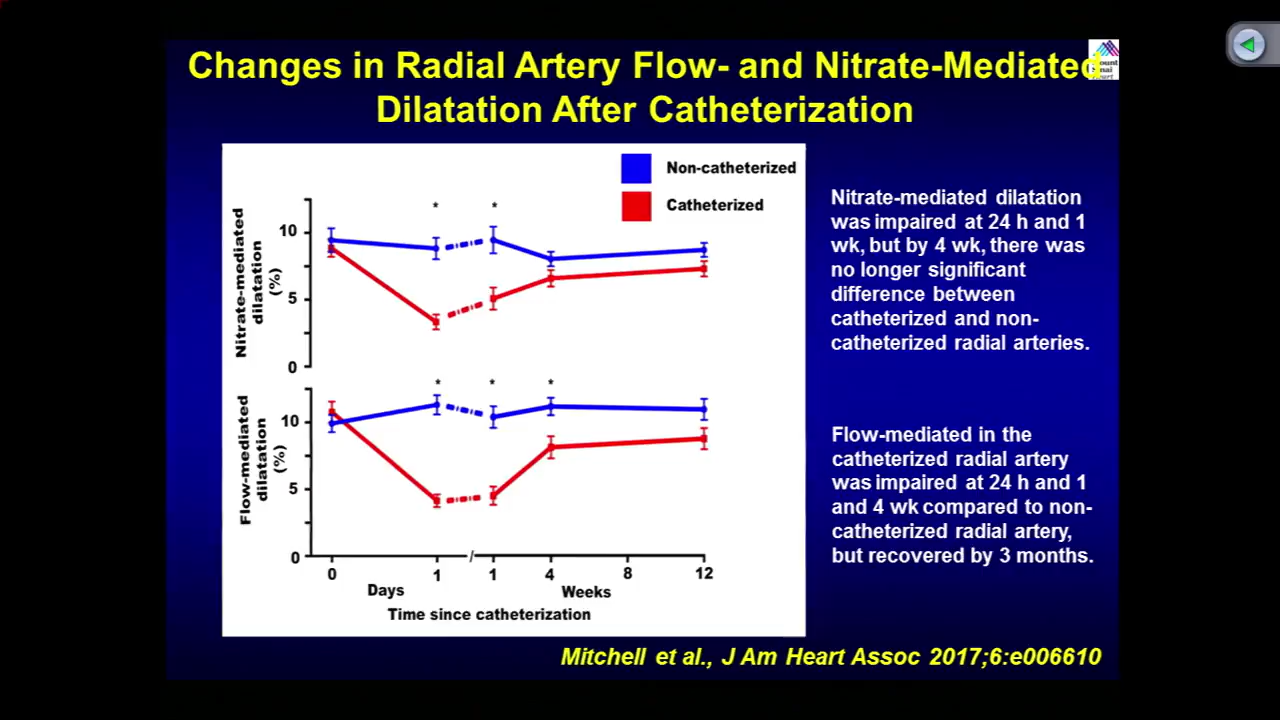 Changes in Radial Artery Flow- and Nitrate-Mediated
Dilatation After Catheterization
Non-catheterized
Catheterized
* *
Nitrate-mediated
dilatation
(%)
10
5
0
* * *
Flow-mediated
dilatation
(%)
10
5
0
0 1 1 4 8 12
Days Weeks
Time since catheterization
Nitrate-mediated dilatation
was impaired at 24 h and 1
wk, but by 4 wk, there was
no longer significant
difference between
catheterized and non-
catheterized radial arteries.
Flow-mediated in the
catheterized radial artery
was impaired at 24 h and 1
and 4 wk compared to non-
catheterized radial artery,
but recovered by 3 months.
Mitchell et al., J Am Heart Assoc 2017;6:e006610